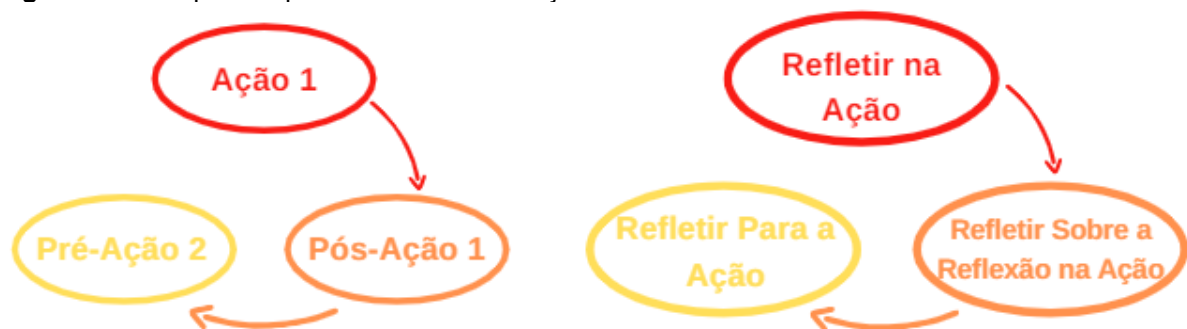 Ação 1
Pré-Ação 2
Pós-Ação 1
Refletir na
Ação
Refletir Para a
Ação
Refletir Sobre a
Reflexão na Ação